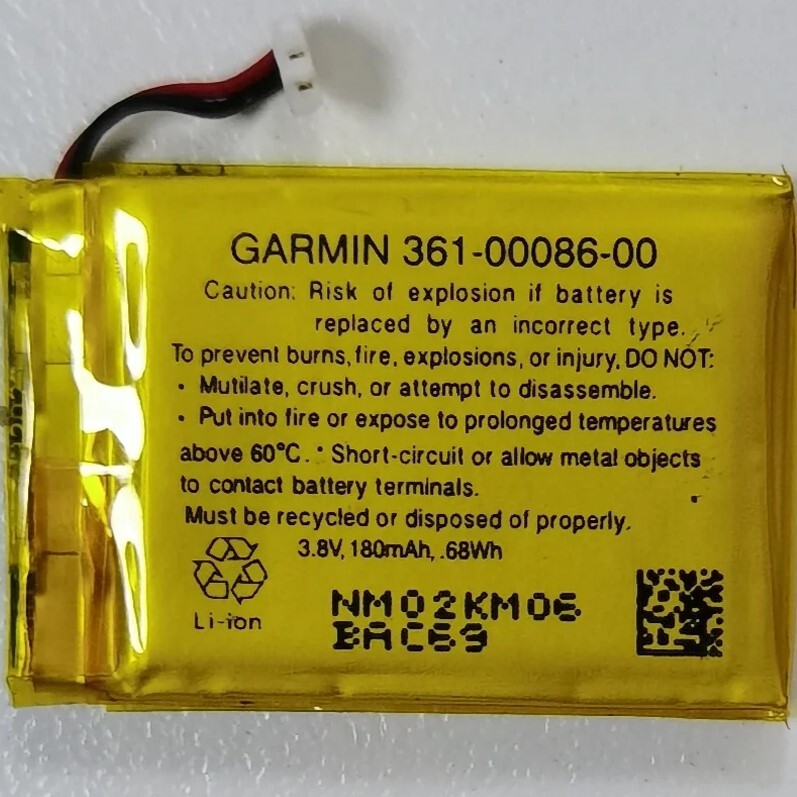 GARMIN 361-00086-00
Caution: Risk of explosion if battery is
replaced by an incorrect type.
To prevent burns, fire, explosions, or injury, DO NOT:
• Mutilate, crush, or attempt to disassemble.
• Put into fire or expose to prolonged temperatures
above 60°C. • Short-circuit or allow metal objects
to contact battery terminals.
Must be recycled or disposed of properly.
3.8V, 180mAh, .68Wh
Li-ion
NM02KM06
BAC69